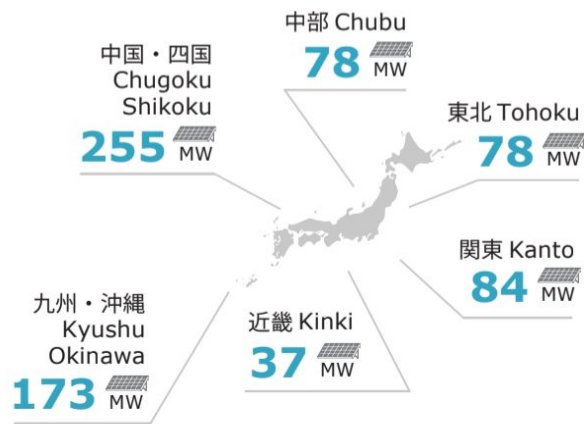 中部 Chubu
78 MW
中国・四国
Chugoku
Shikoku
255 MW
東北 Tohoku
78 MW
関東 Kanto
84 MW
九州・沖縄
Kyushu
Okinawa
173 MW
近畿 Kinki
37 MW